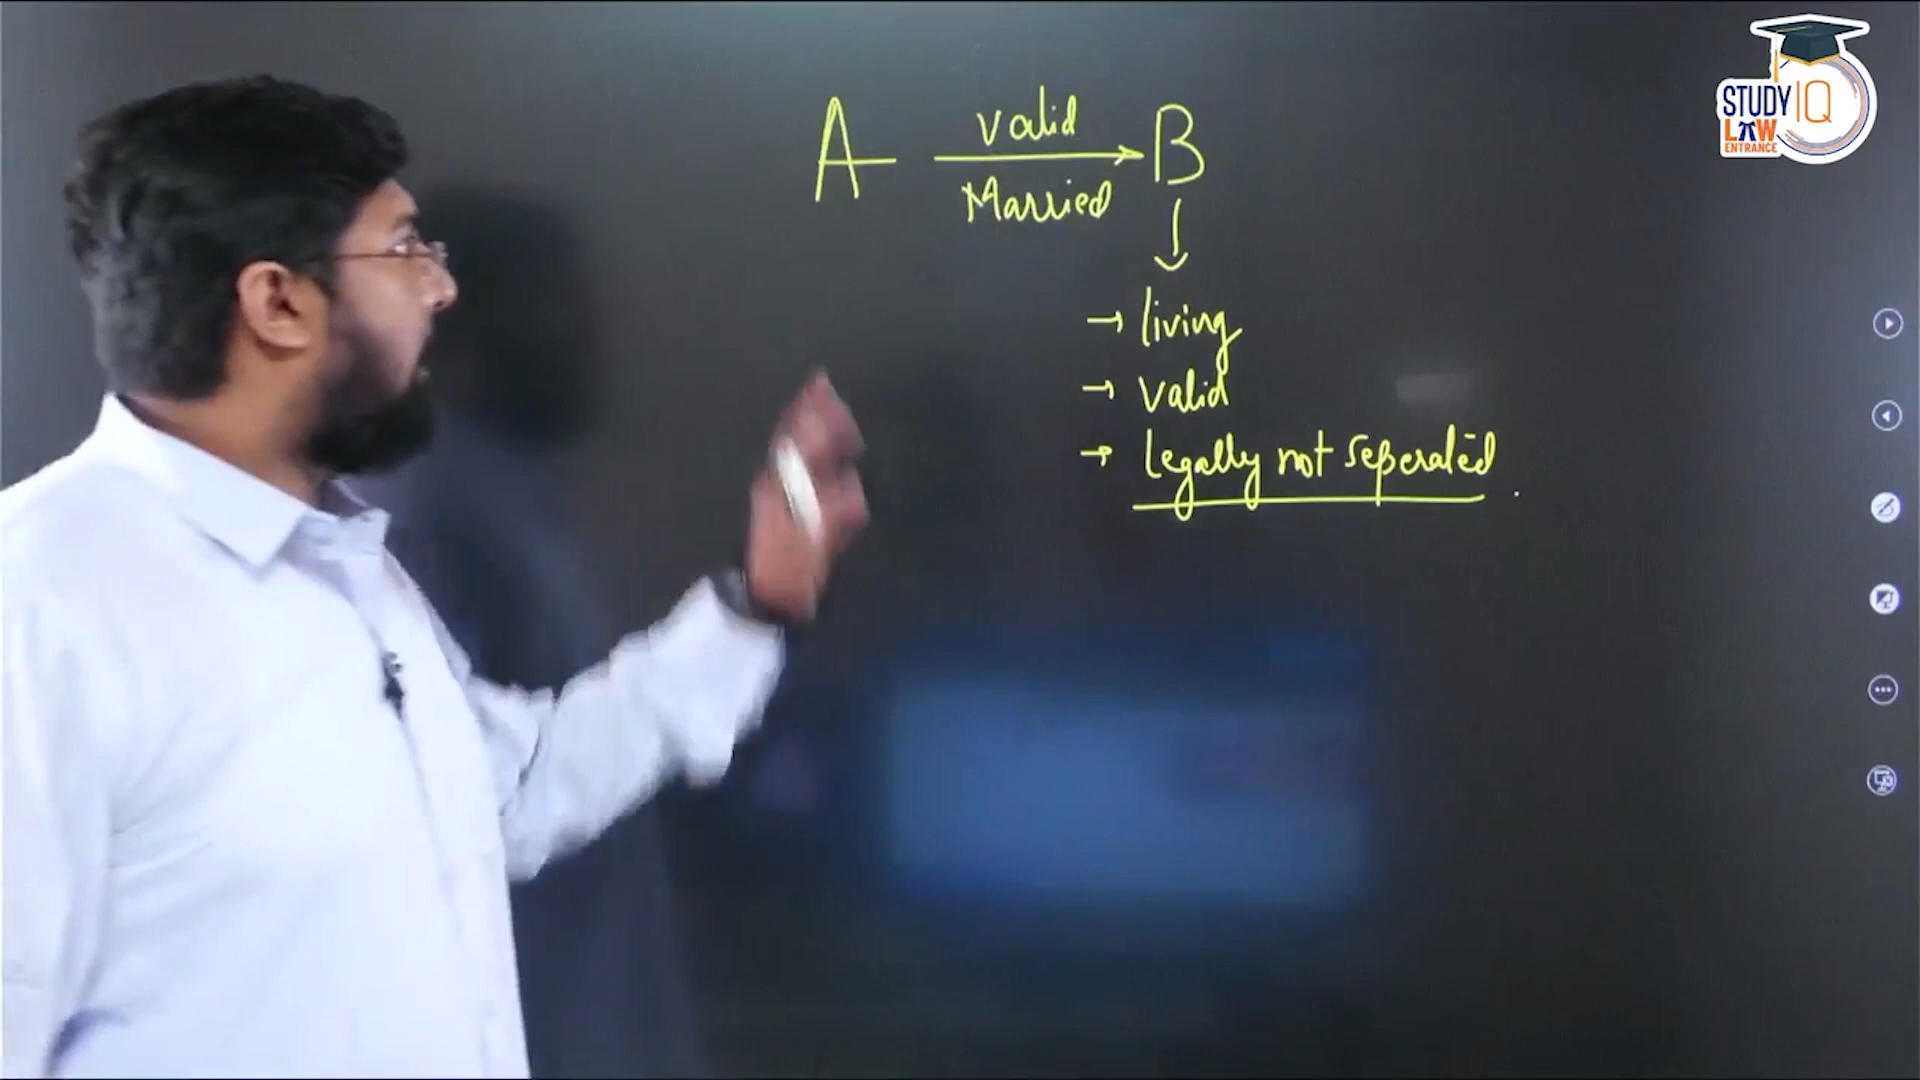 A valid B
Married
→ living
→ valid
→ legally not seperated.
STUDY IQ
LAW
ENTRANCE